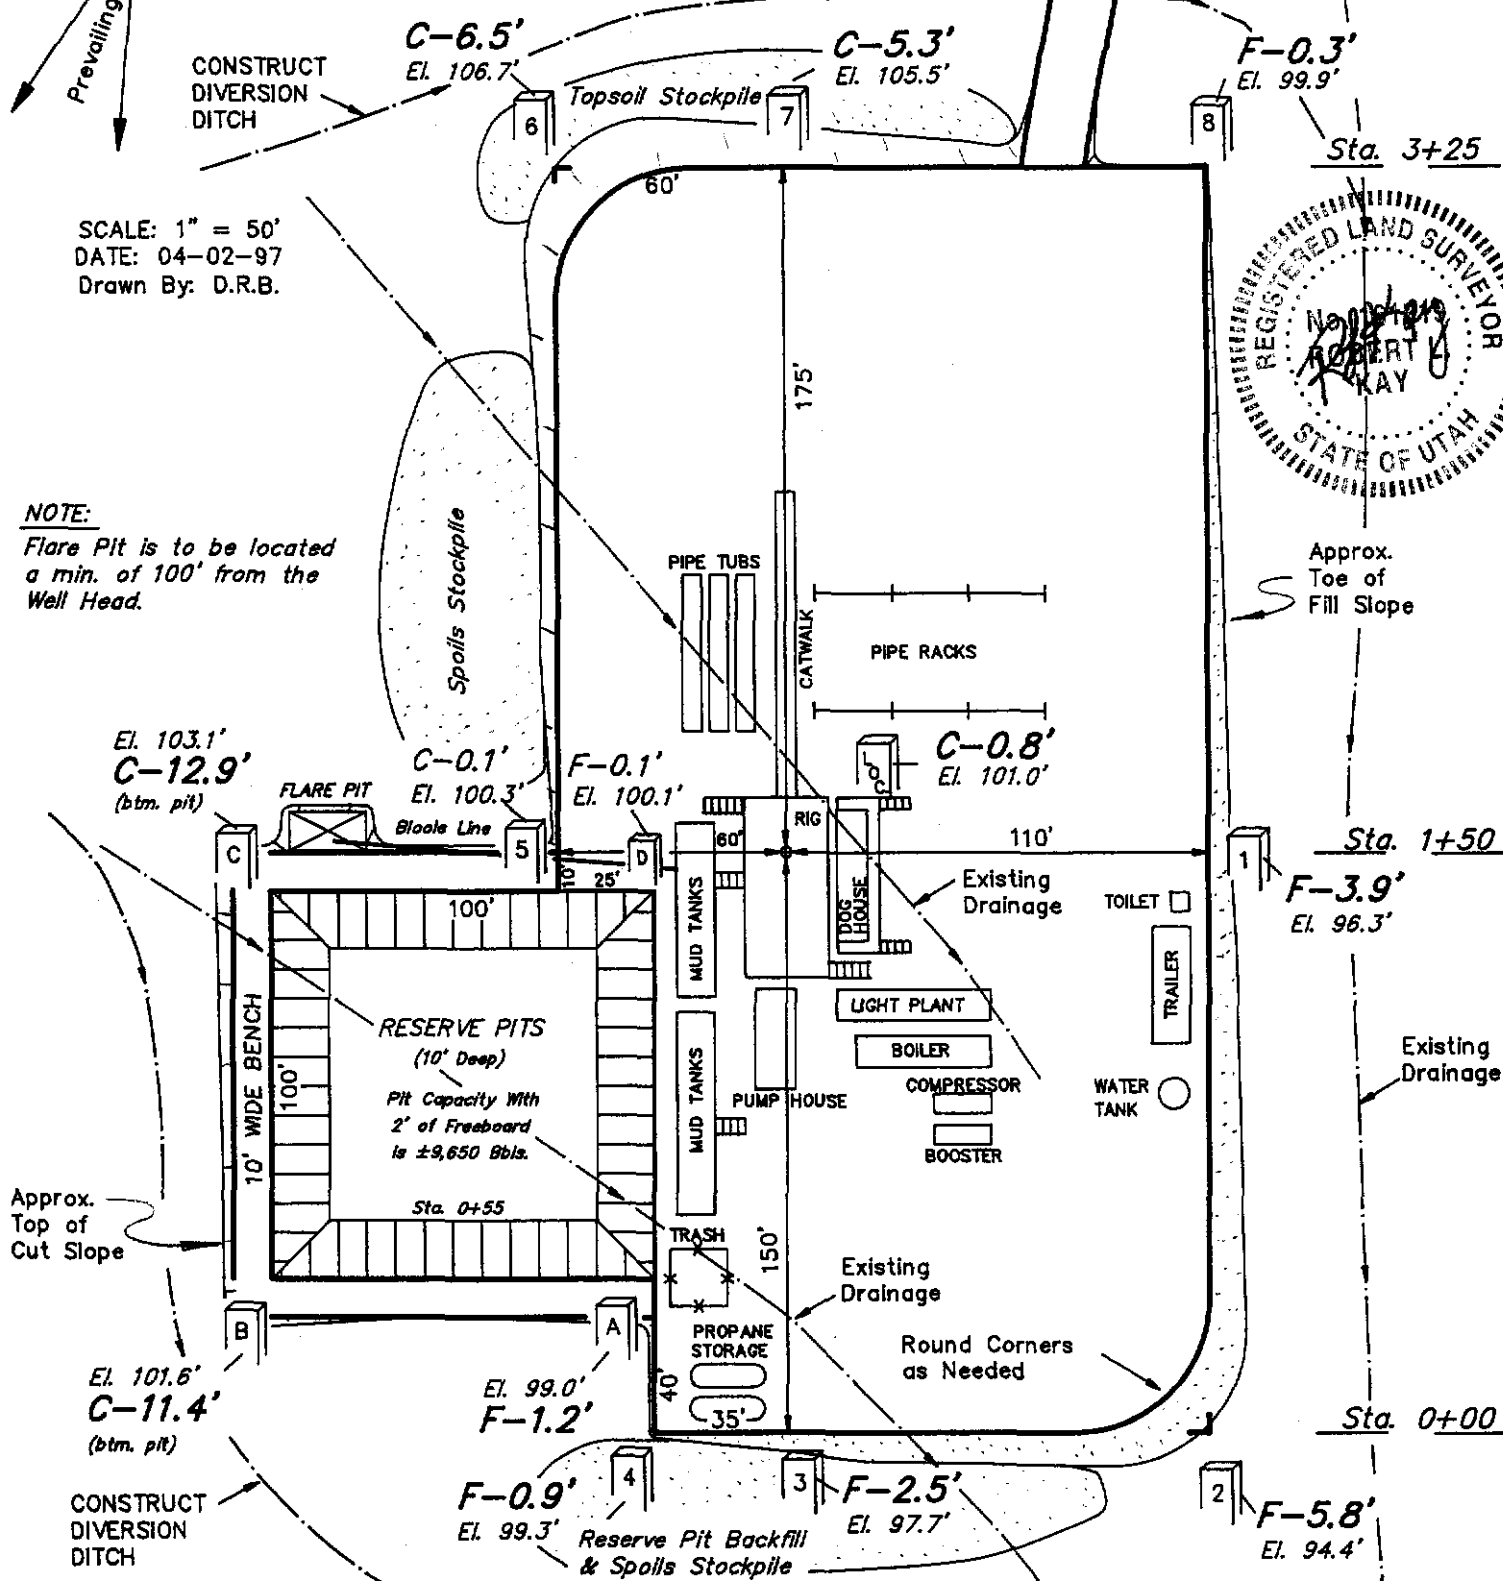 Prevailing
C-6.5'
El. 106.7'
C-5.3'
El. 105.5'
F-0.3'
El. 99.9'
CONSTRUCT
DIVERSION
DITCH
Topsoil Stockpile
6
7
8
Sta. 3+25
60'
SCALE: 1" = 50'
DATE: 04-02-97
Drawn By: D.R.B.
REGISTERED LAND SURVEYOR
ROBERT L.
KAY
STATE OF UTAH
175'
NOTE:
Flare Pit is to be located
a min. of 100' from the
Well Head.
Spoils Stockpile
Approx.
Toe of
Fill Slope
PIPE TUBS
CATWALK
PIPE RACKS
El. 103.1'
C-12.9'
(btm. pit)
C-0.1'
El. 100.3'
F-0.1'
El. 100.1'
LOC.
C-0.8'
El. 101.0'
FLARE PIT
Blooie Line
C
5
D
60'
RIG
110'
1
Sta. 1+50
F-3.9'
El. 96.3'
10'
25'
100'
MUD TANKS
DOG
HOUSE
Existing
Drainage
TOILET
TRAILER
LIGHT PLANT
BOILER
COMPRESSOR
BOOSTER
PUMP HOUSE
WATER
TANK
Existing
Drainage
10' WIDE BENCH
100'
RESERVE PITS
(10' Deep)
Pit Capacity With
2' of Freeboard
is ±9,650 Bbls.
Sta. 0+55
MUD TANKS
Approx.
Top of
Cut Slope
TRASH
150'
Existing
Drainage
PROPANE
STORAGE
Round Corners
as Needed
B
A
El. 101.6'
C-11.4'
(btm. pit)
El. 99.0'
F-1.2'
40'
35'
Sta. 0+00
CONSTRUCT
DIVERSION
DITCH
F-0.9'
El. 99.3'
4
3
F-2.5'
El. 97.7'
2
F-5.8'
El. 94.4'
Reserve Pit Backfill
& Spoils Stockpile